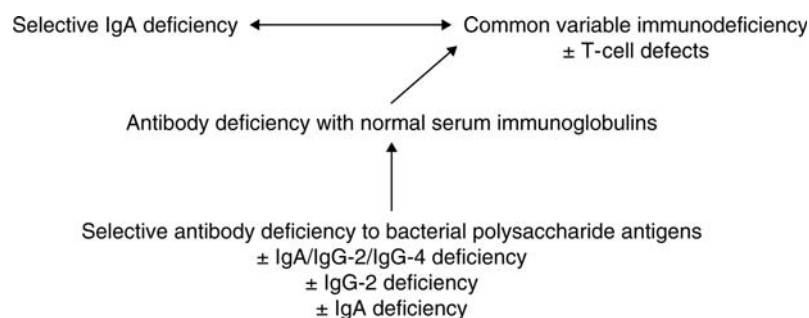 Selective IgA deficiency
Common variable immunodeficiency
± T-cell defects
Antibody deficiency with normal serum immunoglobulins
Selective antibody deficiency to bacterial polysaccharide antigens
± IgA/IgG-2/IgG-4 deficiency
± IgG-2 deficiency
± IgA deficiency